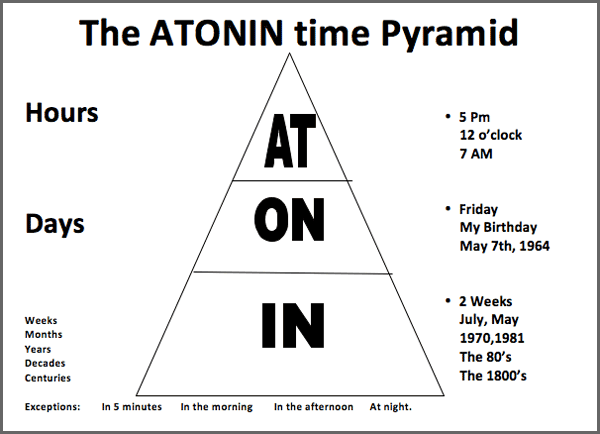 The ATONIN time Pyramid
Hours
AT
• 5 Pm
12 o’clock
7 AM
Days
ON
• Friday
My Birthday
May 7th, 1964
Weeks
Months
Years
Decades
Centuries
IN
• 2 Weeks
July, May
1970,1981
The 80’s
The 1800’s
Exceptions: In 5 minutes In the morning In the afternoon At night.